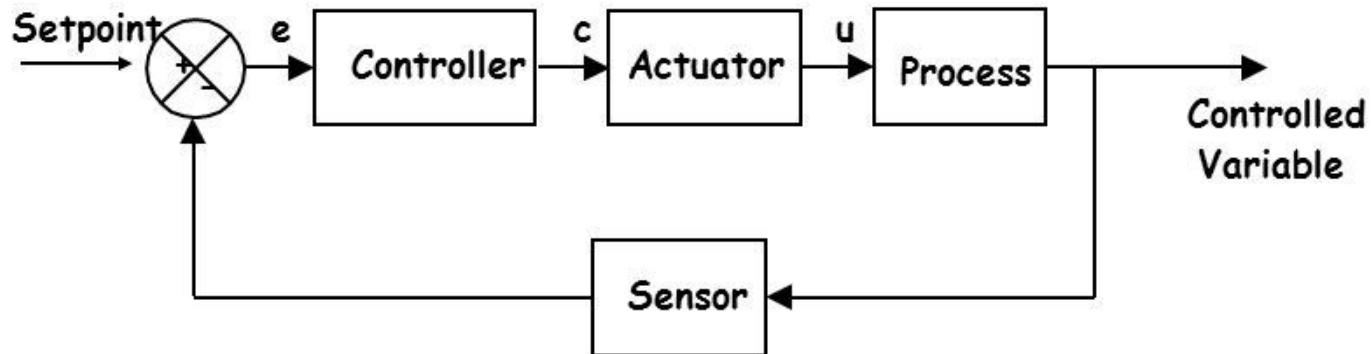 Setpoint
+
-
e
Controller
c
Actuator
u
Process
Controlled
Variable
Sensor